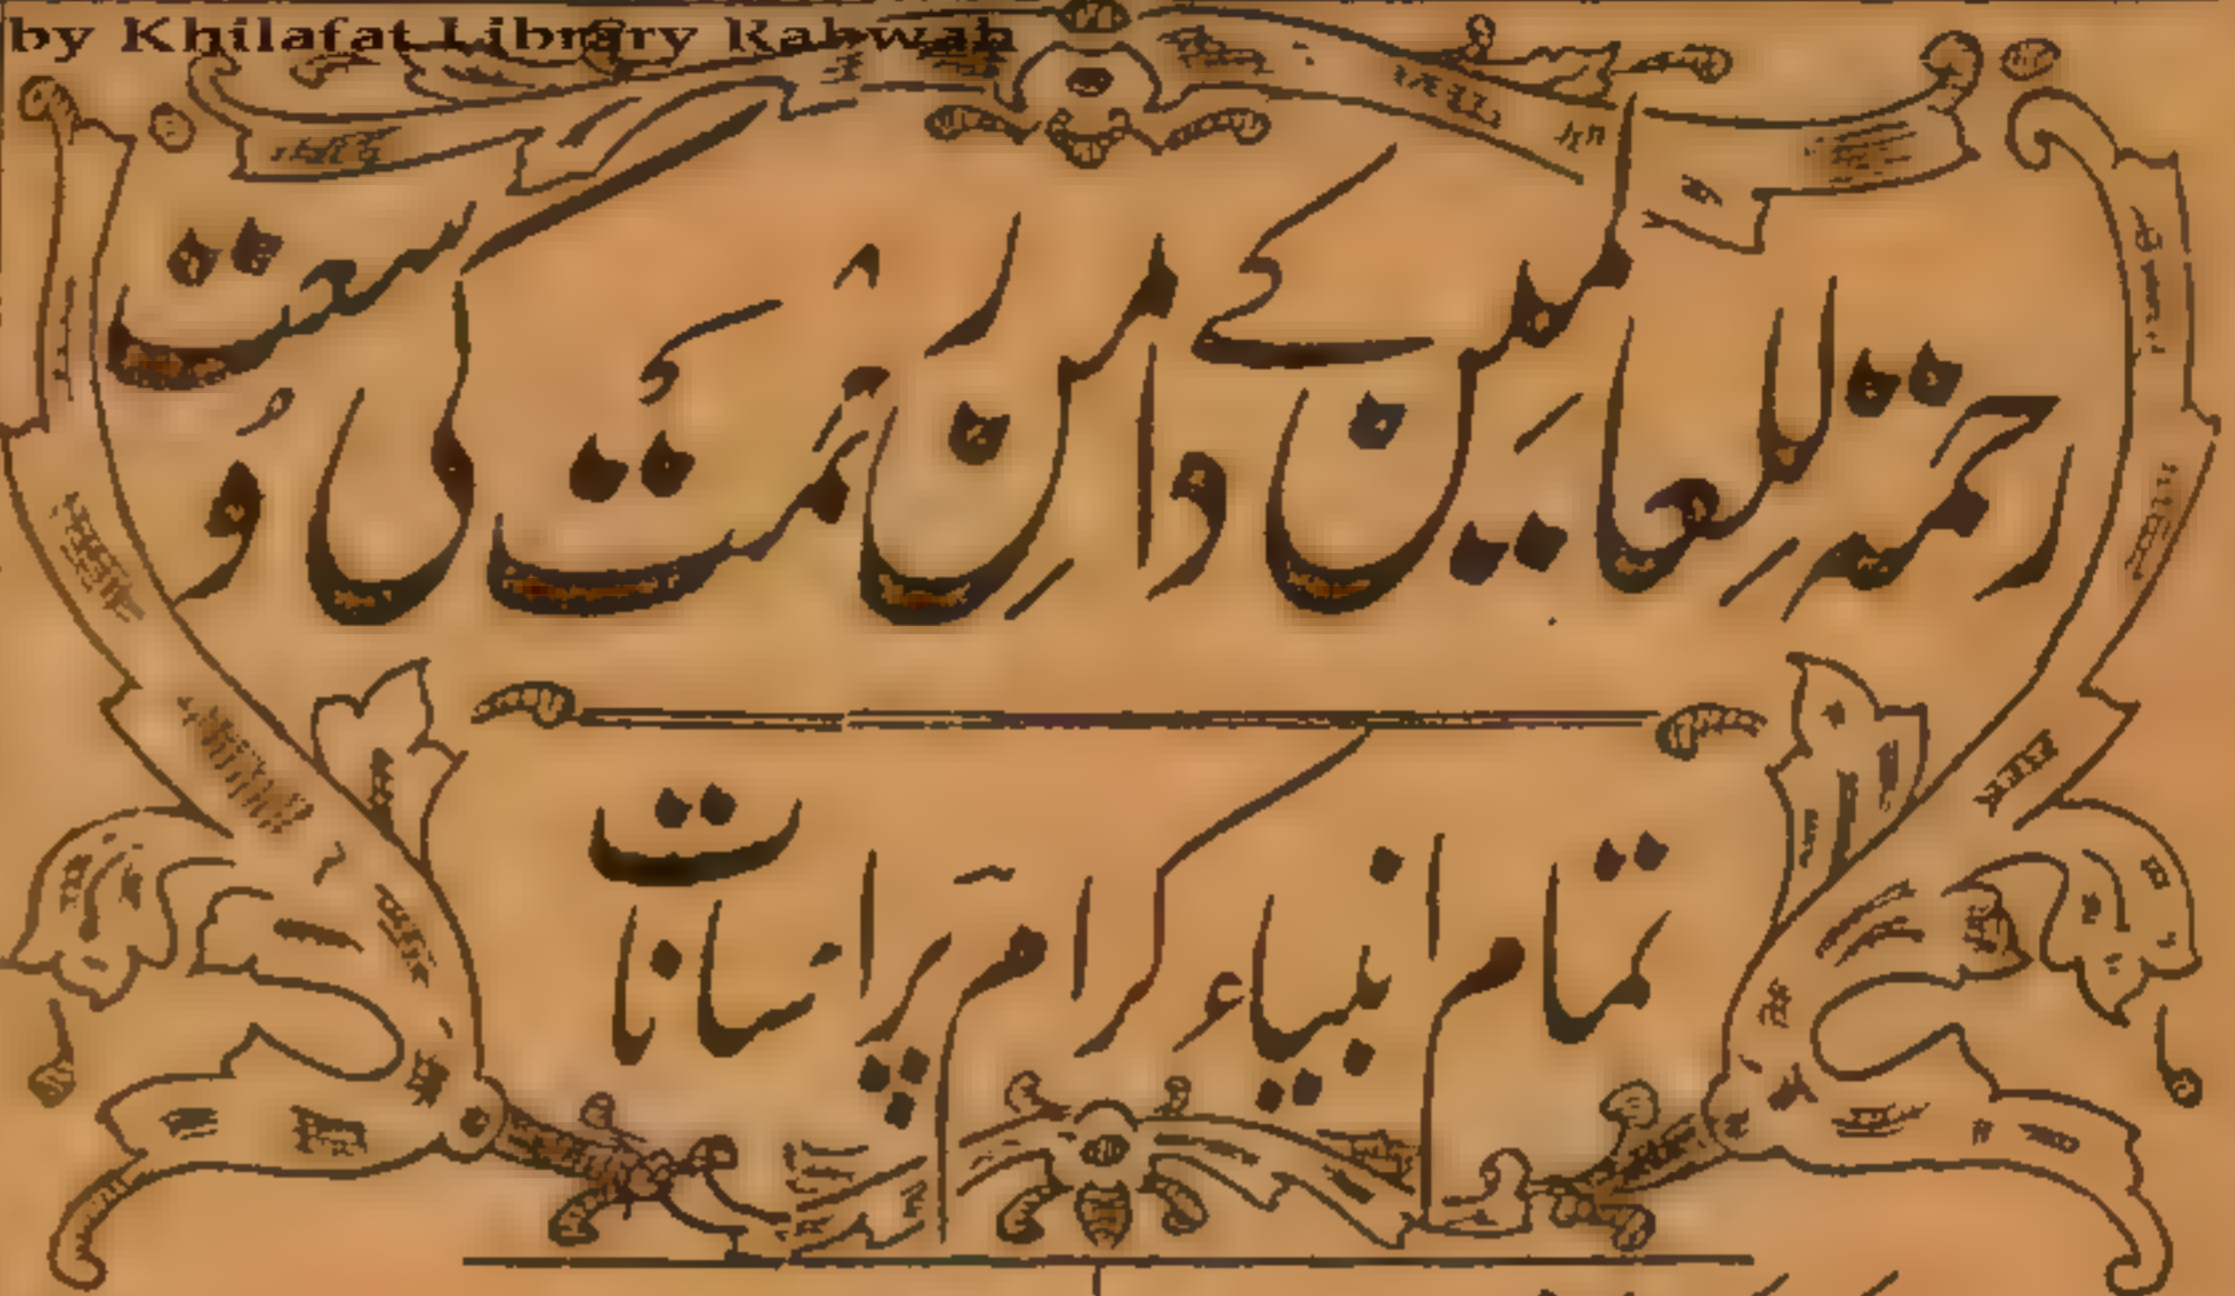 by Khilafat Library Rabwah
رحمۃٌ للعالمین کے دامنِ رحمت کی وسعت
تمام انبیاء کرام پر احسانات